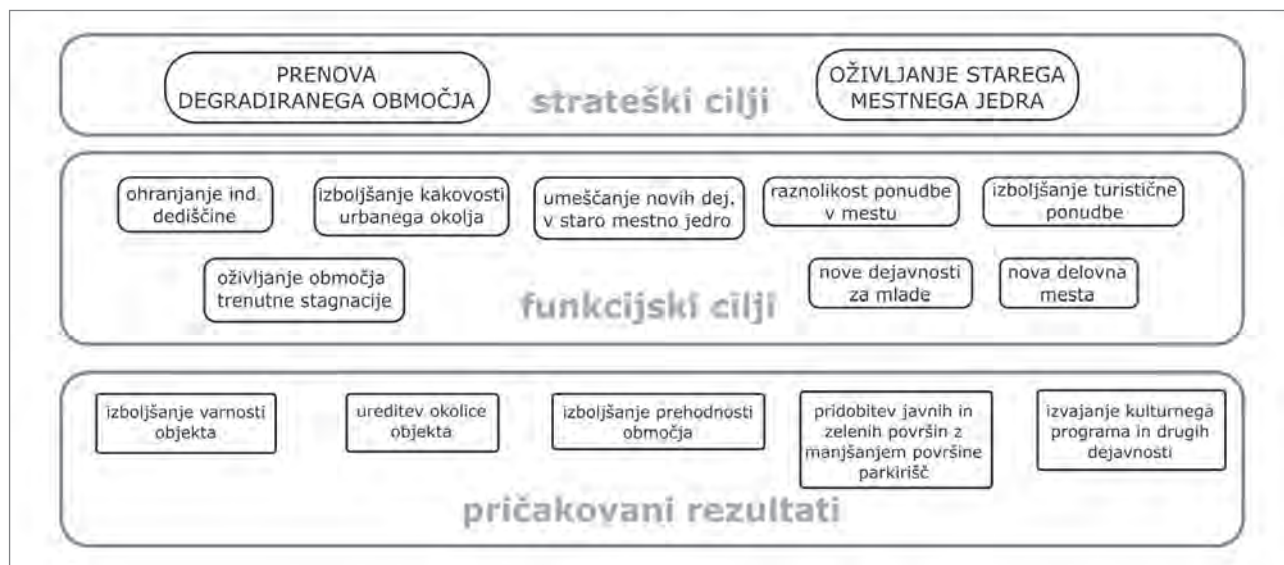 PRENOVA
DEGRADIRANEGA OBMOČJA
strateški cilji
OŽIVLJANJE STAREGA
MESTNEGA JEDRA
ohranjanje ind.
dediščine
izboljšanje kakovosti
urbanega okolja
umeščanje novih dej.
v staro mestno jedro
raznolikost ponudbe
v mestu
izboljšanje turistične
ponudbe
oživljanje območja
trenutne stagnacije
funkcijski cilji
nove dejavnosti
za mlade
nova delovna
mesta
izboljšanje varnosti
objekta
ureditev okolice
objekta
izboljšanje prehodnosti
območja
pridobitev javnih in
zelenih površin z
manjšanjem površine
parkirišč
izvajanje kulturnega
programa in drugih
dejavnosti
pričakovani rezultati